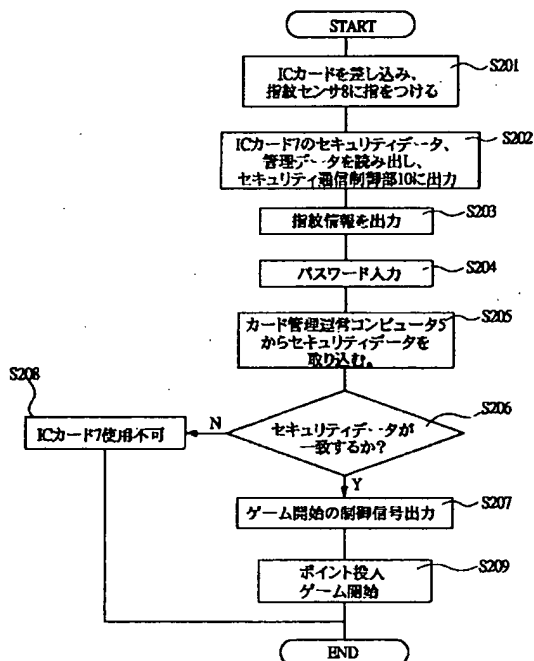 START
ICカードを差し込み、
指紋センサ8に指をつける
S201
ICカード7のセキュリティデータ、
管理データを読み出し、
セキュリティ通信制御部10に出力
S202
指紋情報を出力
S203
パスワード入力
S204
カード管理運営コンピュータ5
からセキュリティデータを
取り込む。
S205
セキュリティデータが
一致するか?
S206
N
S208
ICカード7使用不可
Y
ゲーム開始の制御信号出力
S207
ポイント投入
ゲーム開始
S209
END